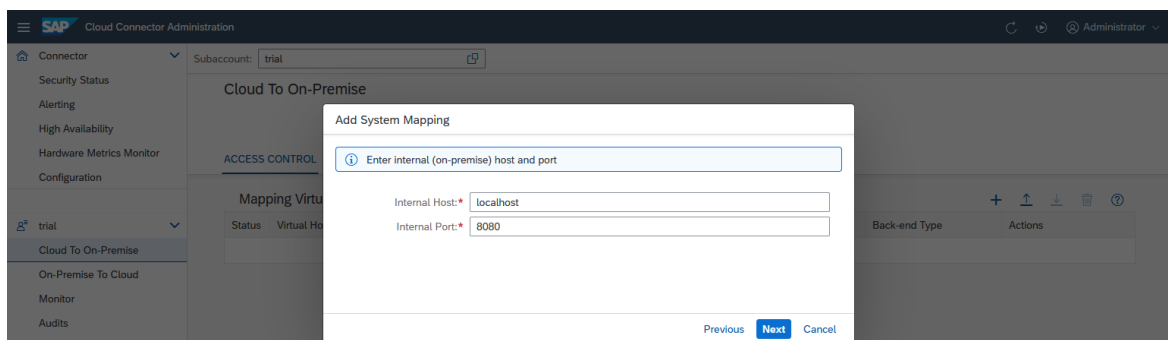 SAP Cloud Connector Administration
Administrator
Connector
Subaccount: trial
Security Status
Cloud To On-Premise
Alerting
Add System Mapping
High Availability
Hardware Metrics Monitor
ACCESS CONTROL
Enter internal (on-premise) host and port
Configuration
Mapping Virtu
Internal Host:* localhost
trial
Status Virtual Ho
Internal Port:* 8080
Back-end Type Actions
Cloud To On-Premise
On-Premise To Cloud
Monitor
Audits
Previous Next Cancel